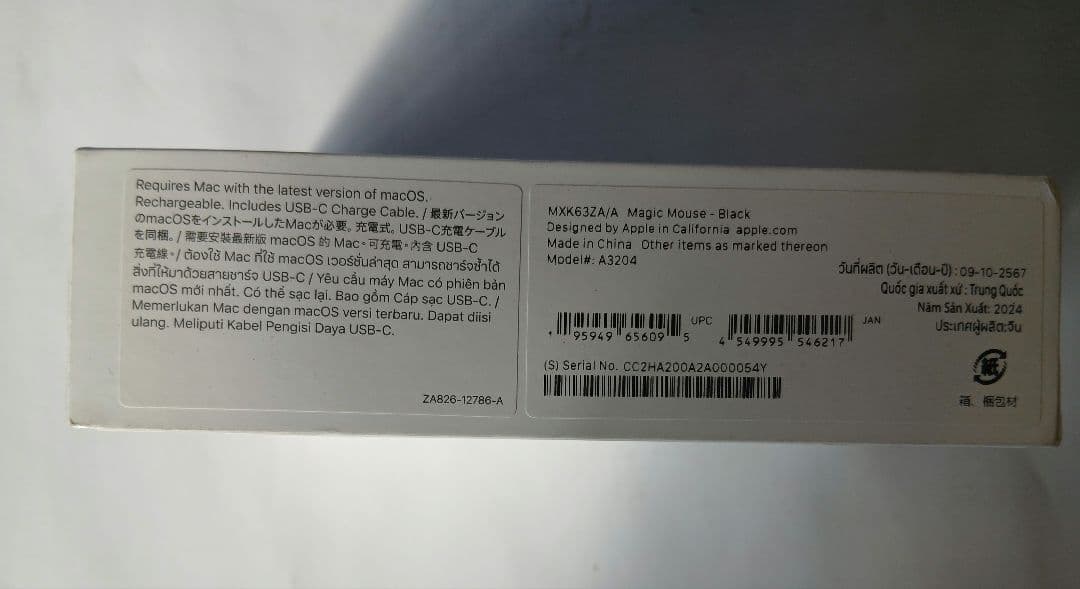 Requires Mac with the latest version of macOS.
Rechargeable. Includes USB-C Charge Cable. / 最新バージョン
のmacOSをインストールしたMacが必要。充電式。USB-C充電ケーブル
を同梱。/ 需要安裝最新版 macOS 的 Mac。可充電。內含 USB-C
充電線。/ ต้องใช้ Mac ที่ใช้ macOS เวอร์ชั่นล่าสุด สามารถชาร์จซ้ำได้
สิ่งที่ให้มาด้วยสายชาร์จ USB-C / Yêu cầu máy Mac có phiên bản
macOS mới nhất. Có thể sạc lại. Bao gồm Cáp sạc USB-C. /
Memerlukan Mac dengan macOS versi terbaru. Dapat diisi
ulang. Meliputi Kabel Pengisi Daya USB-C.
ZA826-12786-A
MXK63ZA/A Magic Mouse - Black
Designed by Apple in California apple.com
Made in China Other items as marked thereon
Model#: A3204
วันที่ผลิต (วัน-เดือน-ปี) : 09-10-2567
Quốc gia xuất xứ : Trung Quốc
Năm Sản Xuất: 2024
ประเทศผู้ผลิต:จีน
UPC
1 95949 65609 5
JAN
4 549995 546217
(S) Serial No. CC2HA200A2A000054Y
紙
箱、梱包材